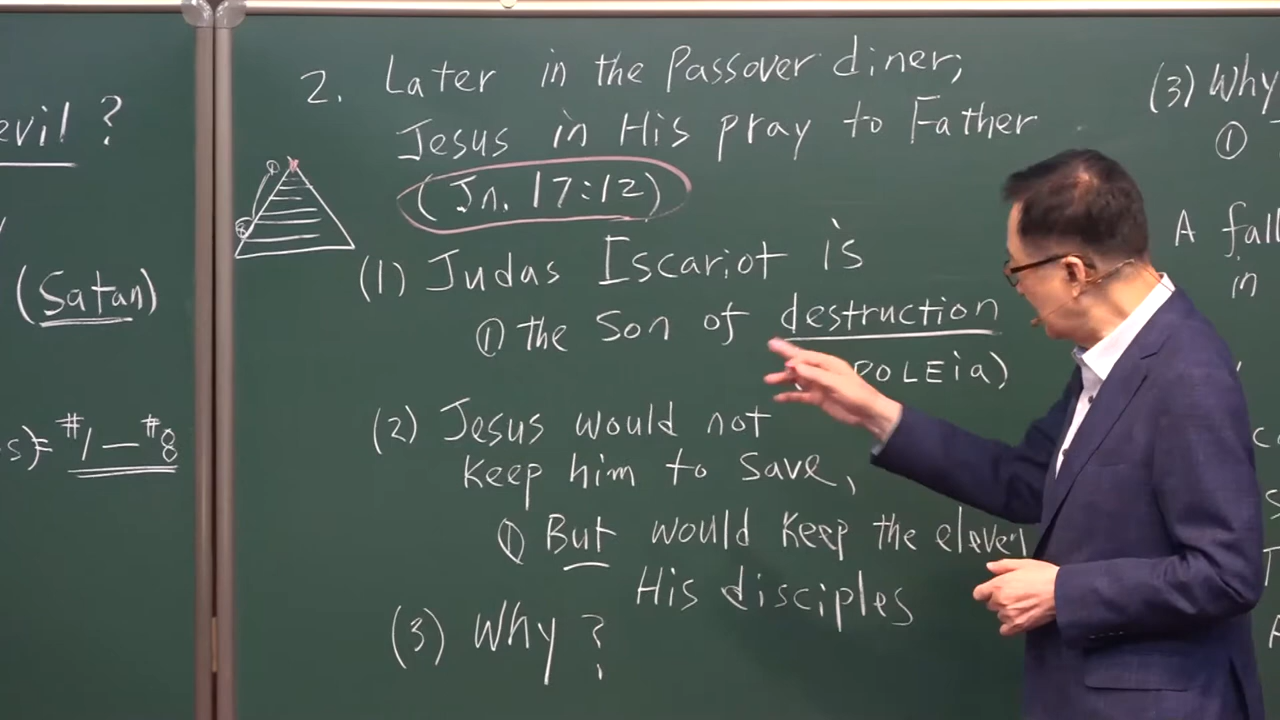 evil ?
(Satan)
s) = #1 — #8
2. Later in the Passover diner;
Jesus in His pray to Father
(Jn. 17:12)
① 
⑧
(1) Judas Iscariot is
① the Son of destruction
POLEia)
(2) Jesus would not
keep him to save,
① But would keep the eleven
His disciples
(3) Why ?
(3) Why
①
A fall
in